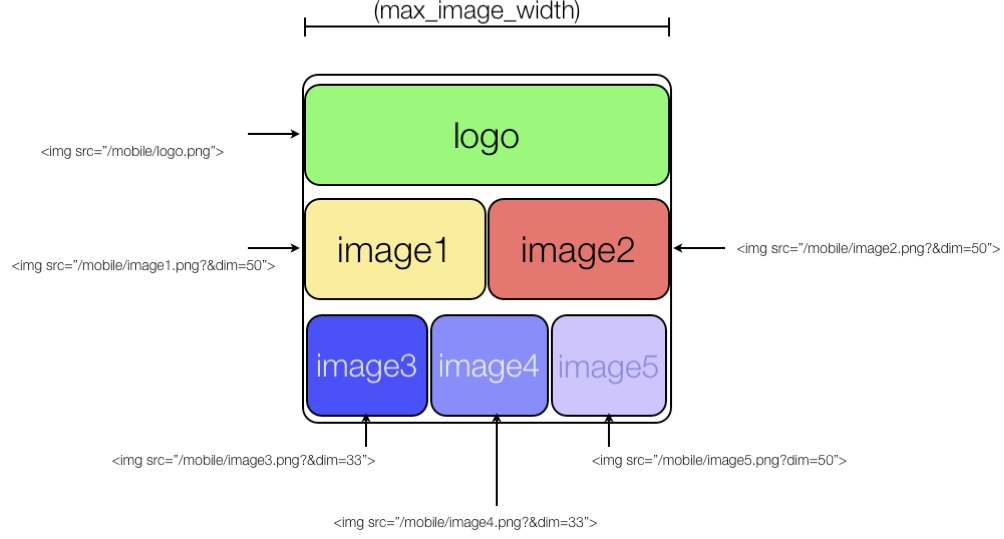 (max_image_width)
logo
<img src=”/mobile/logo.png”>
image1
image2
<img src=”/mobile/image2.png?&dim=50”>
<img src=”/mobile/image1.png?&dim=50”>
image3
image4
image5
<img src=”/mobile/image3.png?&dim=33”>
<img src=”/mobile/image5.png?dim=50”>
<img src=”/mobile/image4.png?&dim=33”>